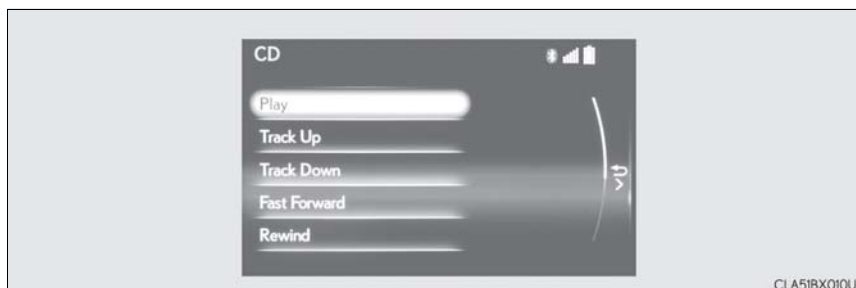 CD
Play
Track Up
Track Down
Fast Forward
Rewind
CLA51BX010U